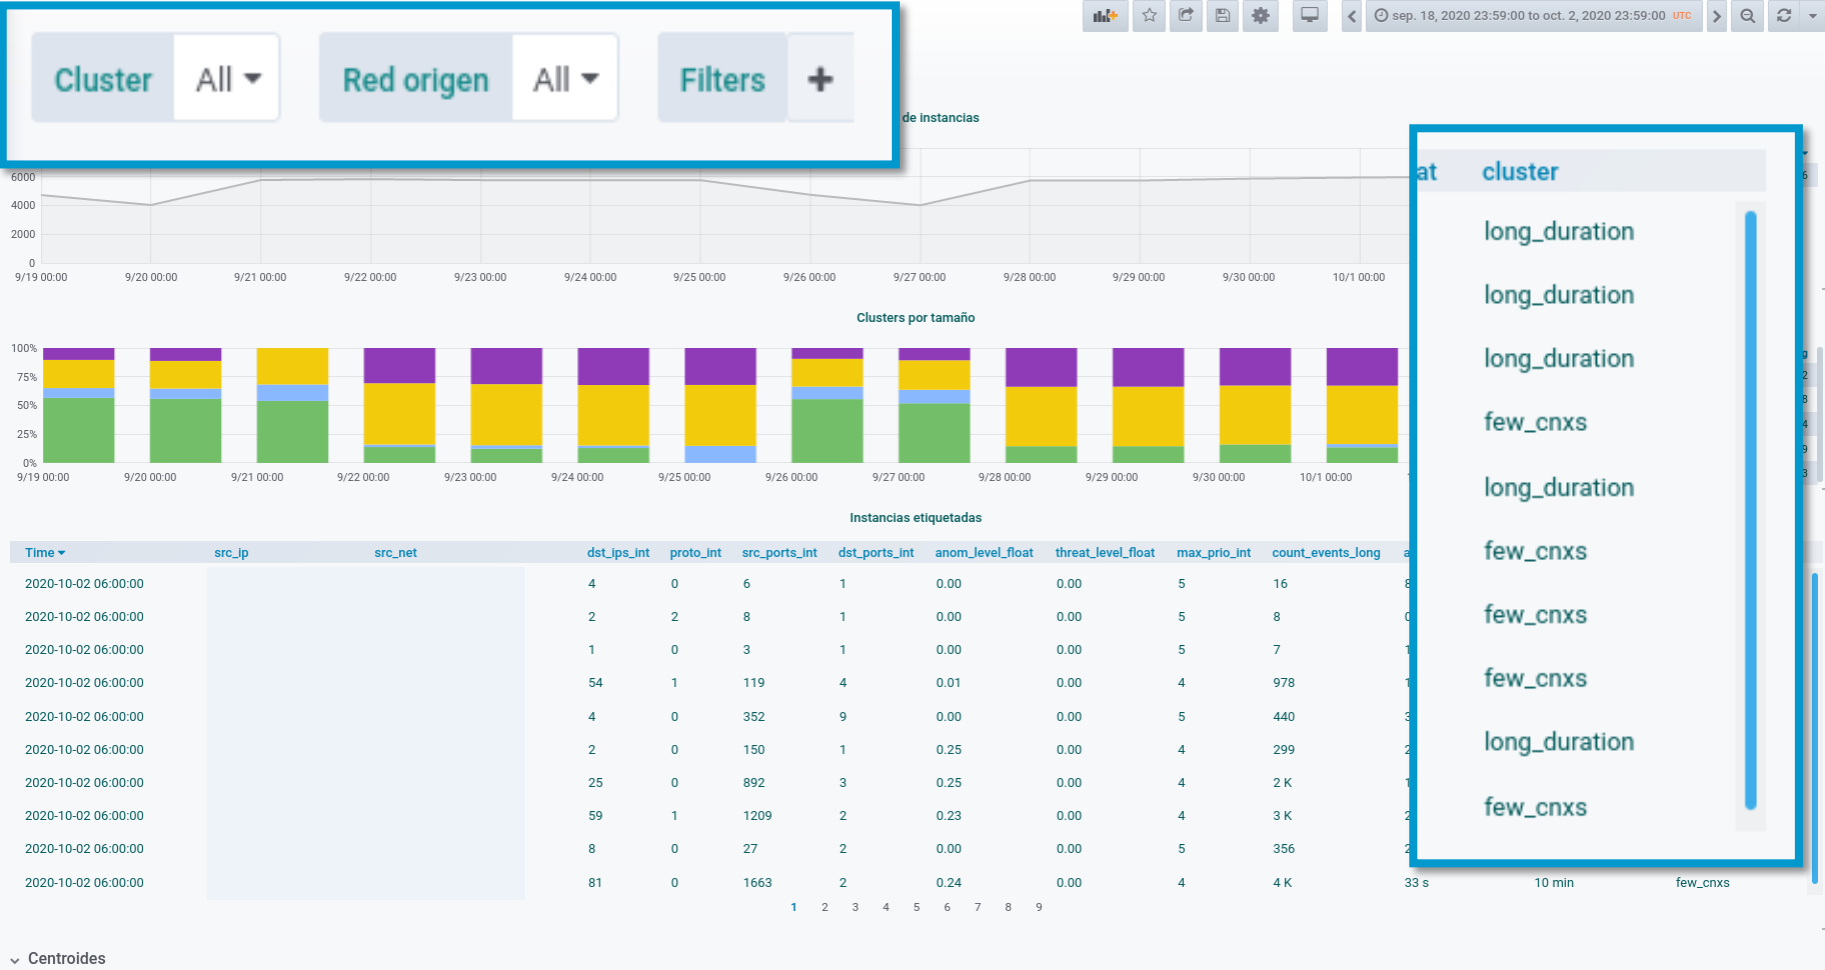 Cluster All Red origen All Filters +
sep. 18, 2020 23:59:00 to oct. 2, 2020 23:59:00 UTC
de instancias
6000
4000
2000
0
9/19 00:00 9/20 00:00 9/21 00:00 9/22 00:00 9/23 00:00 9/24 00:00 9/25 00:00 9/26 00:00 9/27 00:00 9/28 00:00 9/29 00:00 9/30 00:00 10/1 00:00
Clusters por tamaño
100%
75%
50%
25%
0%
9/19 00:00 9/20 00:00 9/21 00:00 9/22 00:00 9/23 00:00 9/24 00:00 9/25 00:00 9/26 00:00 9/27 00:00 9/28 00:00 9/29 00:00 9/30 00:00 10/1 00:00
Instancias etiquetadas
Time src_ip src_net dst_ips_int proto_int src_ports_int dst_ports_int anom_level_float threat_level_float max_prio_int count_events_long
2020-10-02 06:00:00 4 0 6 1 0.00 0.00 5 16
2020-10-02 06:00:00 2 2 8 1 0.00 0.00 5 8
2020-10-02 06:00:00 1 0 3 1 0.00 0.00 5 7
2020-10-02 06:00:00 54 1 119 4 0.01 0.00 4 978
2020-10-02 06:00:00 4 0 352 9 0.00 0.00 5 440
2020-10-02 06:00:00 2 0 150 1 0.25 0.00 4 299
2020-10-02 06:00:00 25 0 892 3 0.25 0.00 4 2 K
2020-10-02 06:00:00 59 1 1209 2 0.23 0.00 4 3 K
2020-10-02 06:00:00 8 0 27 2 0.00 0.00 5 356
2020-10-02 06:00:00 81 0 1663 2 0.24 0.00 4 4 K 33 s 10 min few_cnxs
1 2 3 4 5 6 7 8 9
Centroides
at cluster
long_duration
long_duration
long_duration
few_cnxs
long_duration
few_cnxs
few_cnxs
few_cnxs
long_duration
few_cnxs